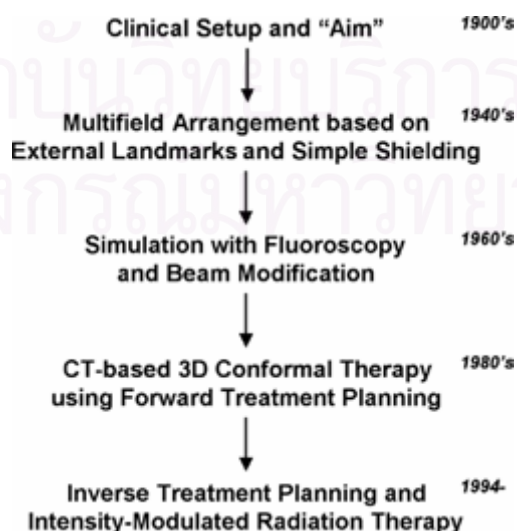 Clinical Setup and “Aim” 1900's
Multifield Arrangement based on 1940's
External Landmarks and Simple Shielding
Simulation with Fluoroscopy 1960's
and Beam Modification
CT-based 3D Conformal Therapy 1980's
using Forward Treatment Planning
Inverse Treatment Planning and 1994-
Intensity-Modulated Radiation Therapy